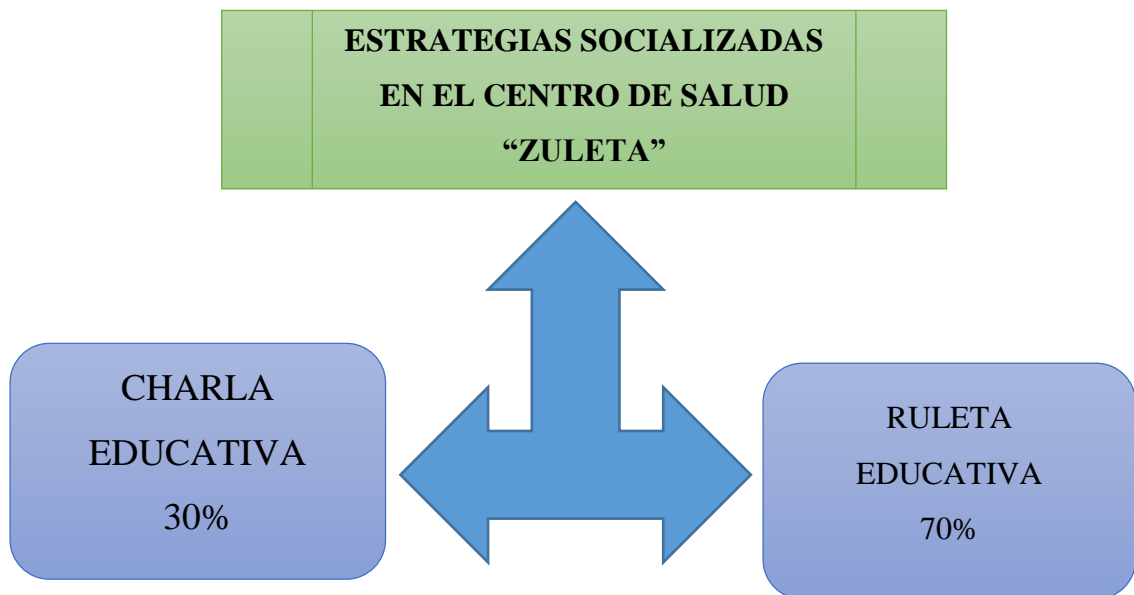 ESTRATEGIAS SOCIALIZADAS
EN EL CENTRO DE SALUD
“ZULETA”
CHARLA
EDUCATIVA
30%
RULETA
EDUCATIVA
70%